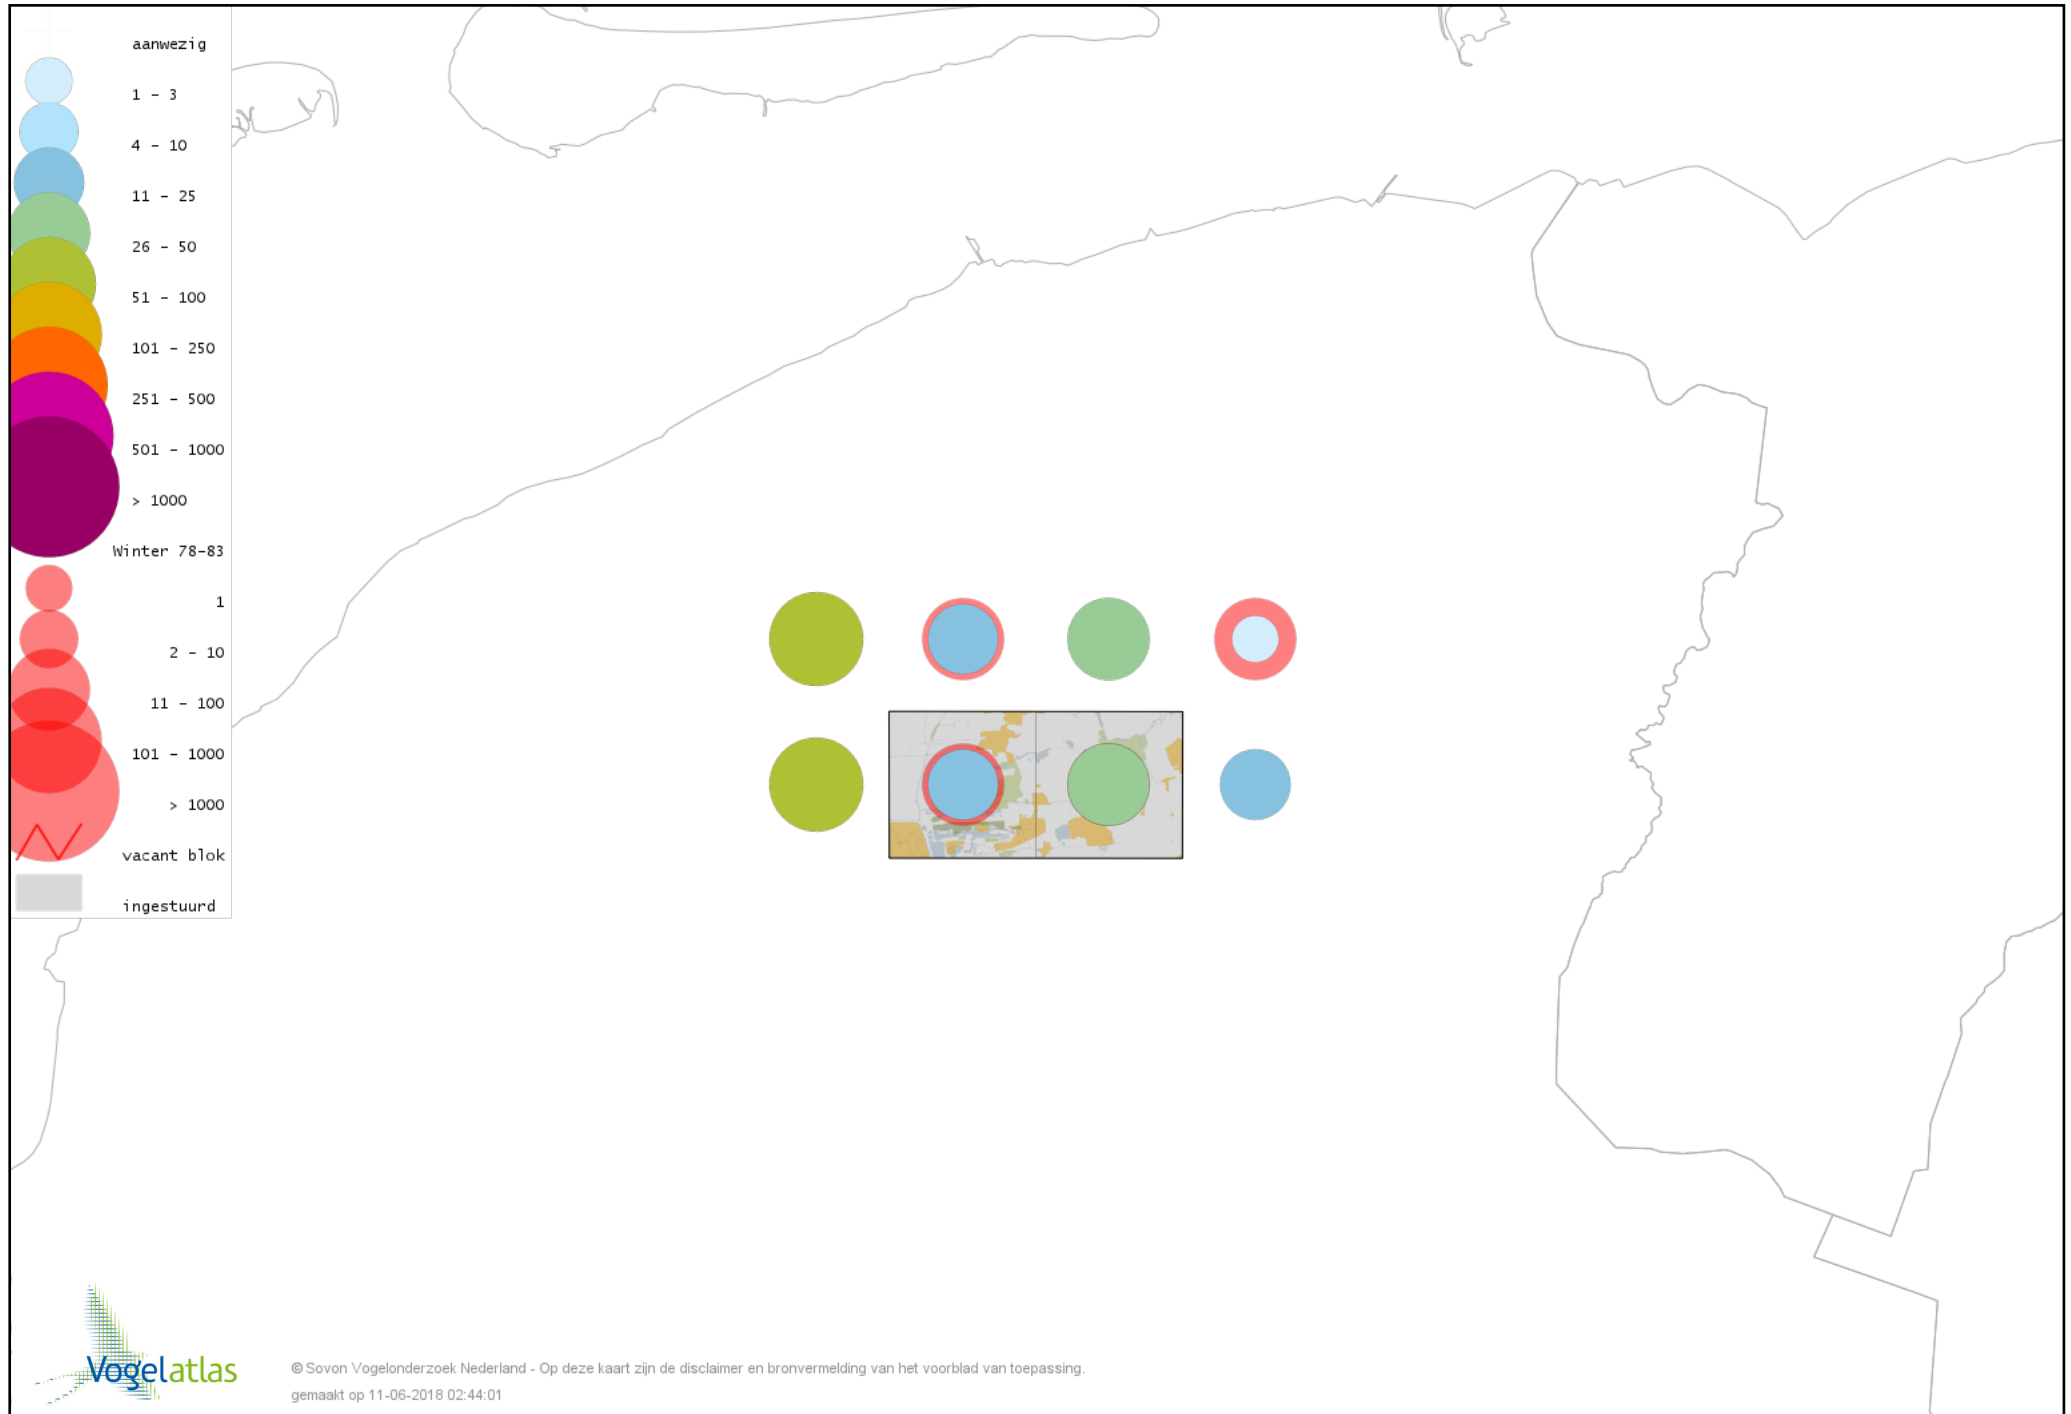 aanwezig
1 - 3
4 - 10
11 - 25
26 - 50
51 - 100
101 - 250
251 - 500
501 - 1000
> 1000
Winter 78-83
1
2 - 10
11 - 100
101 - 1000
> 1000
vacant blok
ingestuurd
Vogelatlas
© Sovon Vogelonderzoek Nederland - Op deze kaart zijn de disclaimer en bronvermelding van het voorblad van toepassing.
gemaakt op 11-06-2018 02:44:01